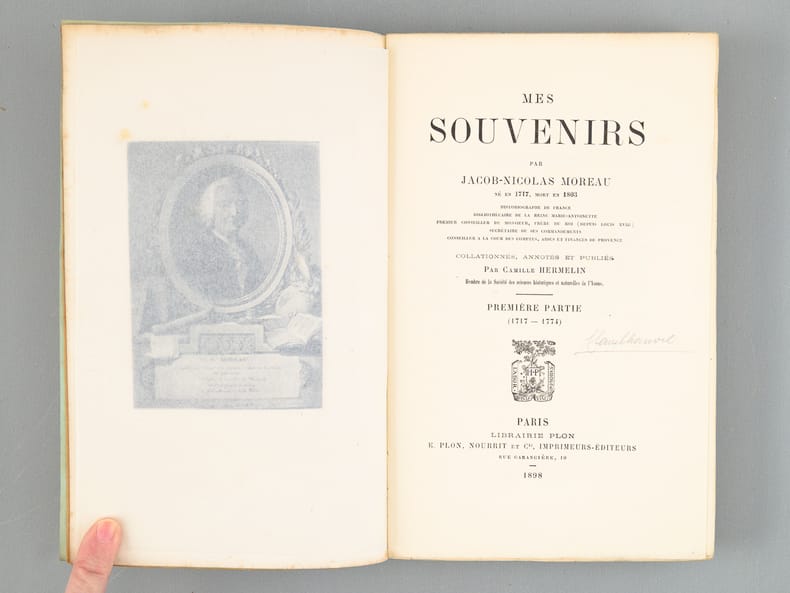 MES
SOUVENIRS
PAR
JACOB-NICOLAS MOREAU
NÉ EN 1717, MORT EN 1803
HISTORIOGRAPHE DE FRANCE
BIBLIOTHÉCAIRE DE LA REINE MARIE-ANTOINETTE
PREMIER CONSEILLER DE MONSIEUR, FRÈRE DU ROI (DEPUIS LOUIS XVIII)
SECRÉTAIRE DE SES COMMANDEMENTS
CONSEILLER A LA COUR DES COMPTES, AIDES ET FINANCES DE PROVENCE
COLLATIONNÉS, ANNOTÉS ET PUBLIÉS
PAR CAMILLE HERMELIN
Membre de la Société des sciences historiques et naturelles de l'Yonne.
PREMIÈRE PARTIE
(1717 — 1774)
LABOR
H P
PARIS
LIBRAIRIE PLON
E. PLON, NOURRIT ET Cie, IMPRIMEURS-ÉDITEURS
RUE GARANCIÈRE, 10
1898
MOREAU